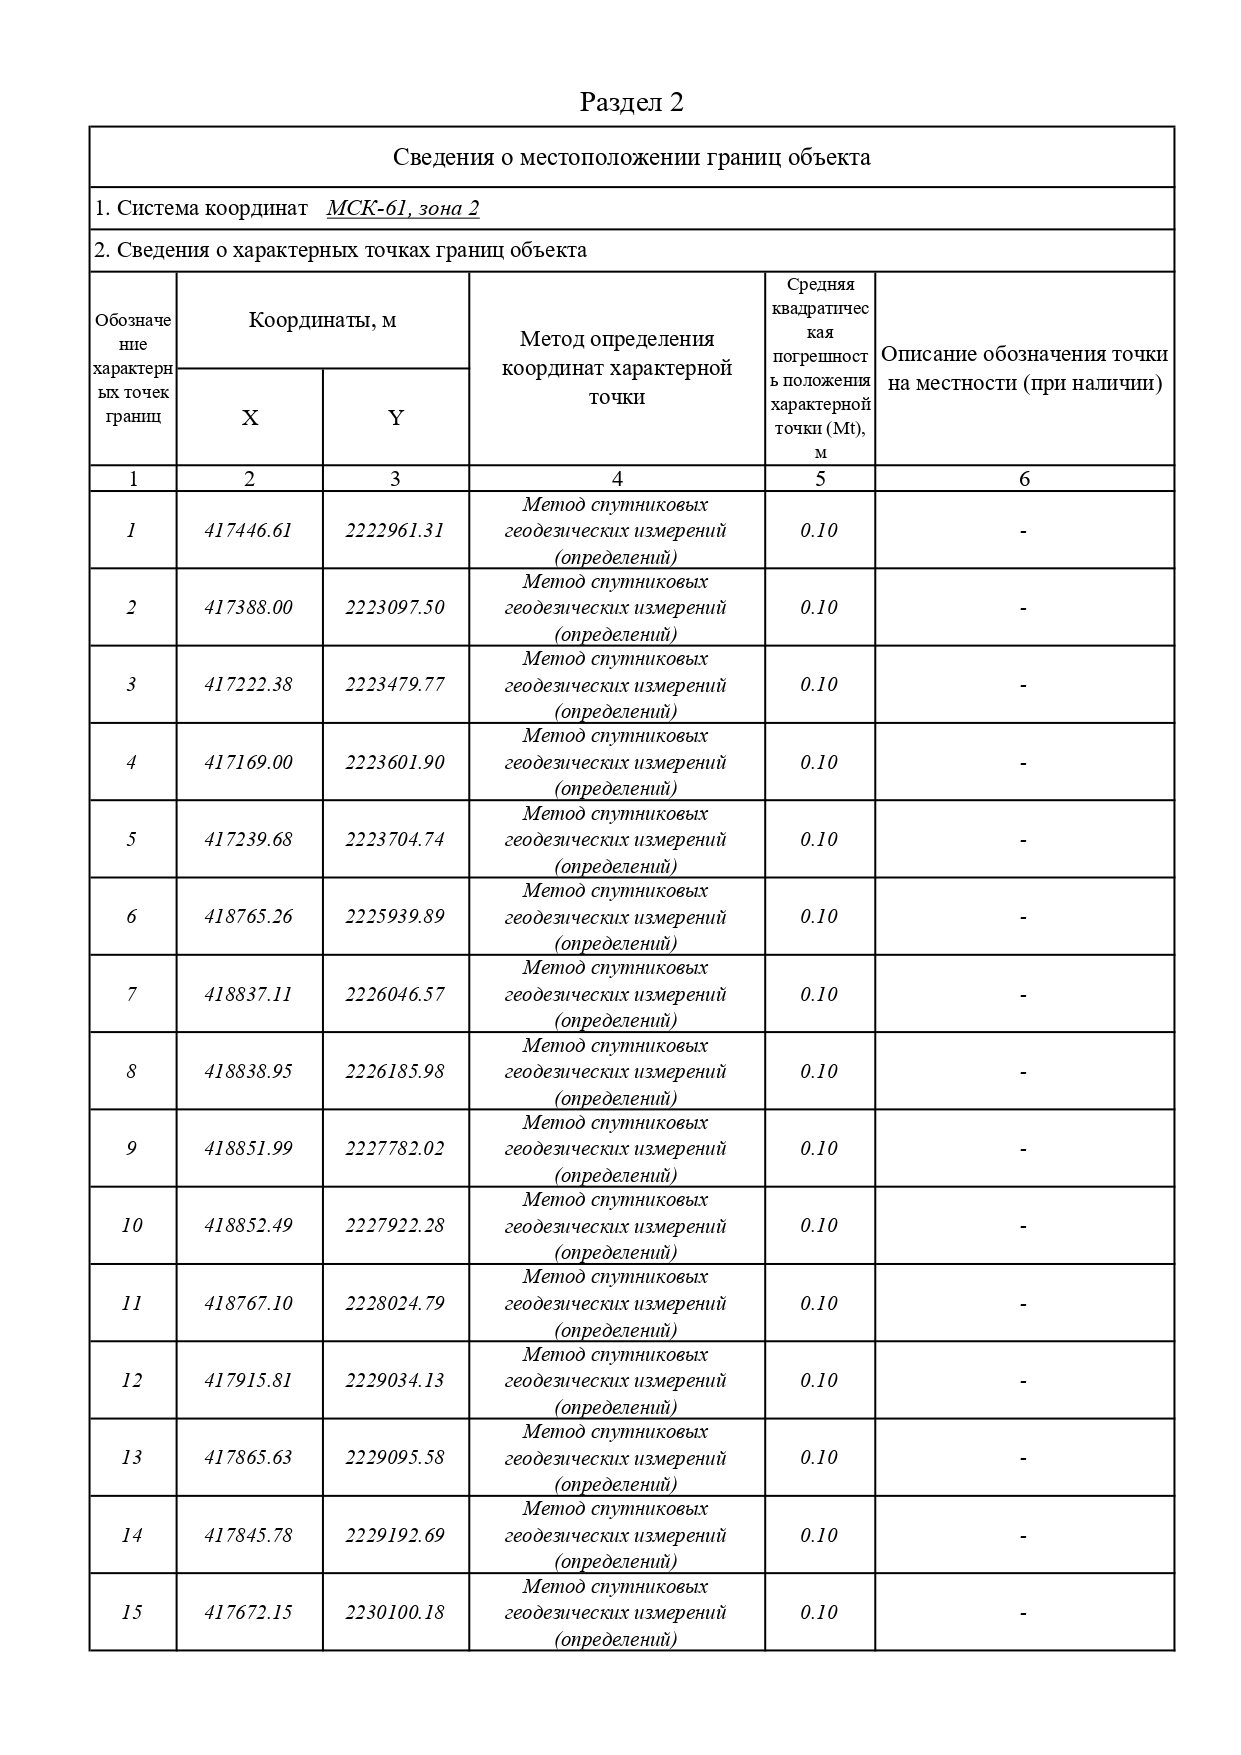 Раздел 2
Сведения о местоположении границ объекта
1. Система координат МСК-61, зона 2
2. Сведения о характерных точках границ объекта
Обозначе
ние
характерн
ых точек
границ
Координаты, м
X
Y
Метод определения
координат характерной
точки
Средняя
квадратичес
кая
погрешност
ь положения
характерной
точки (Mt),
м
Описание обозначения точки
на местности (при наличии)
1 2 3 4 5 6
Метод спутниковых
1 417446.61 2222961.31 геодезических измерений 0.10 -
(определений)
Метод спутниковых
2 417388.00 2223097.50 геодезических измерений 0.10 -
(определений)
Метод спутниковых
3 417222.38 2223479.77 геодезических измерений 0.10 -
(определений)
Метод спутниковых
4 417169.00 2223601.90 геодезических измерений 0.10 -
(определений)
Метод спутниковых
5 417239.68 2223704.74 геодезических измерений 0.10 -
(определений)
Метод спутниковых
6 418765.26 2225939.89 геодезических измерений 0.10 -
(определений)
Метод спутниковых
7 418837.11 2226046.57 геодезических измерений 0.10 -
(определений)
Метод спутниковых
8 418838.95 2226185.98 геодезических измерений 0.10 -
(определений)
Метод спутниковых
9 418851.99 2227782.02 геодезических измерений 0.10 -
(определений)
Метод спутниковых
10 418852.49 2227922.28 геодезических измерений 0.10 -
(определений)
Метод спутниковых
11 418767.10 2228024.79 геодезических измерений 0.10 -
(определений)
Метод спутниковых
12 417915.81 2229034.13 геодезических измерений 0.10 -
(определений)
Метод спутниковых
13 417865.63 2229095.58 геодезических измерений 0.10 -
(определений)
Метод спутниковых
14 417845.78 2229192.69 геодезических измерений 0.10 -
(определений)
Метод спутниковых
15 417672.15 2230100.18 геодезических измерений 0.10 -
(определений)